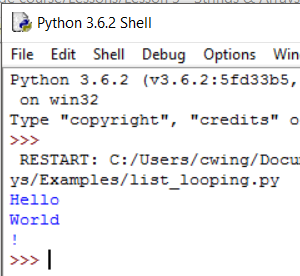 Python 3.6.2 Shell
File Edit Shell Debug Options Win
Python 3.6.2 (v3.6.2:5fd33b5,
on win32
Type "copyright", "credits" o
>>>
RESTART: C:/Users/cwing/Docu
ys/Examples/list_looping.py
Hello
World
!
>>>